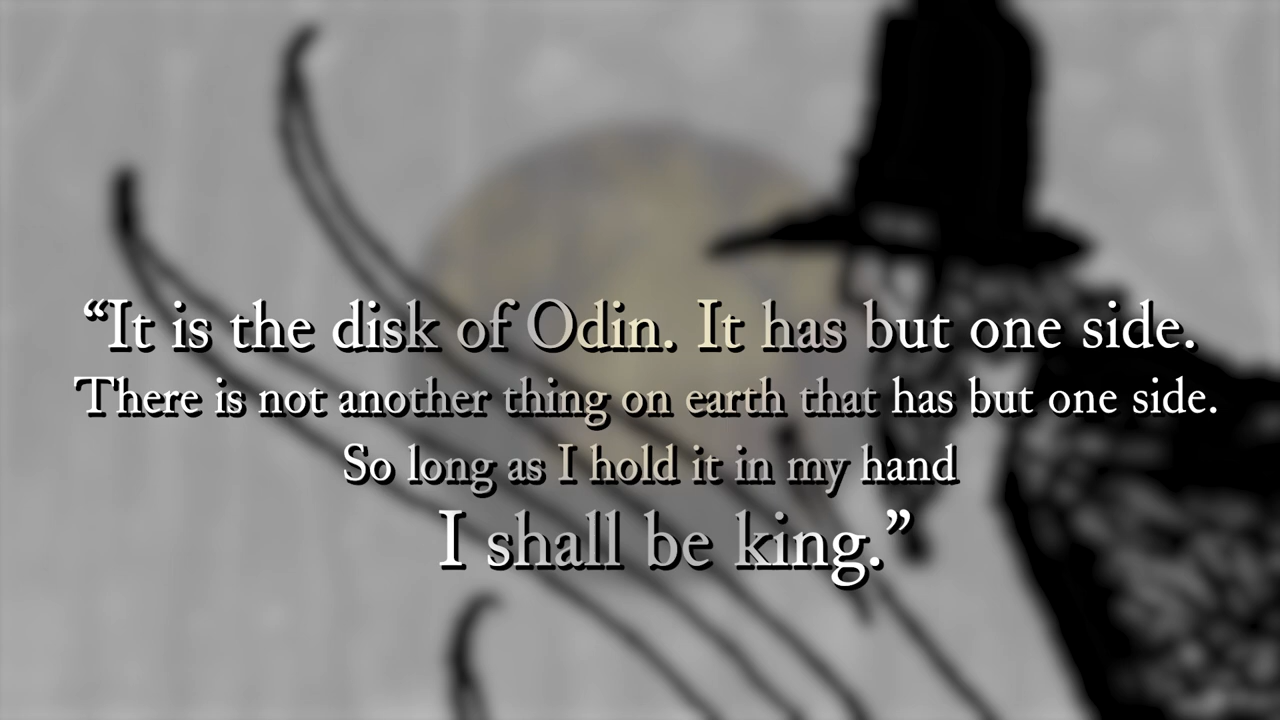 “It is the disk of Odin. It has but one side.
There is not another thing on earth that has but one side.
So long as I hold it in my hand
I shall be king.”